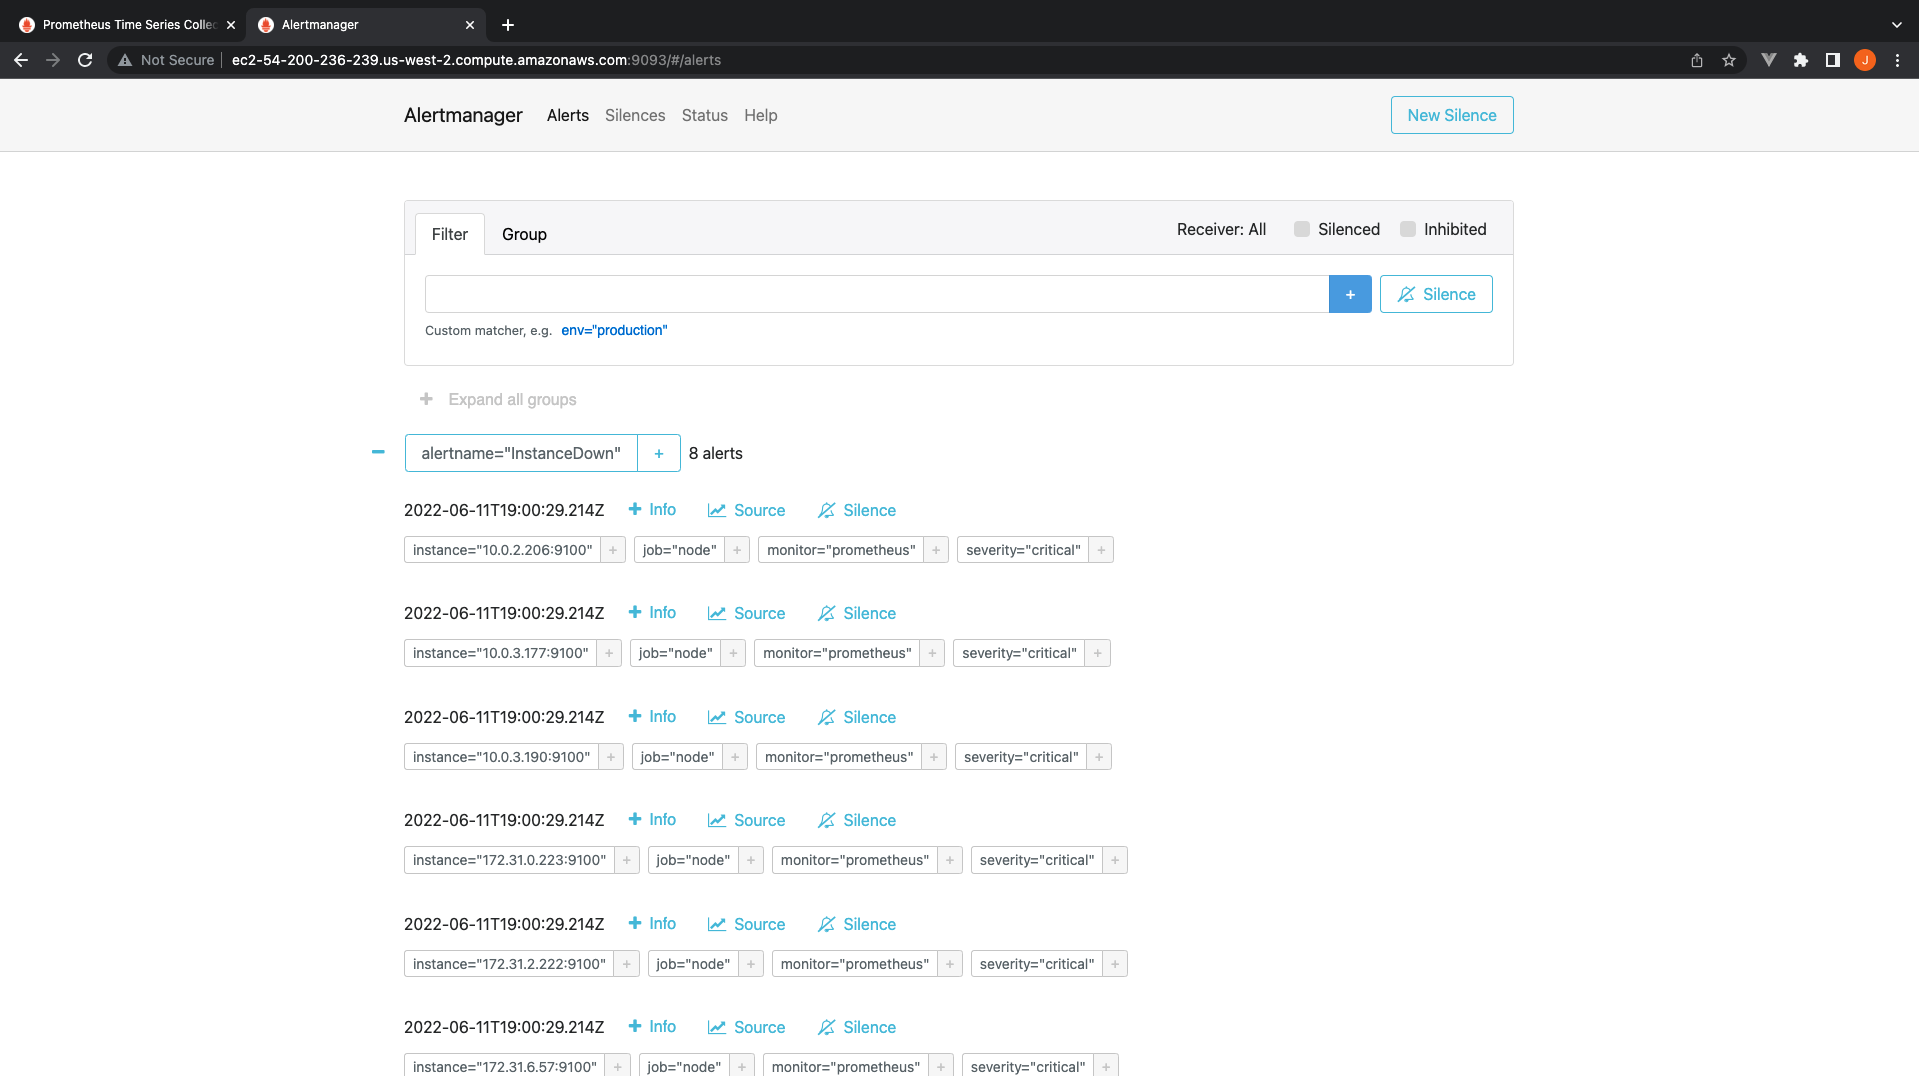 Prometheus Time Series Collec
Alertmanager
Not Secure ec2-54-200-236-239.us-west-2.compute.amazonaws.com:9093/#/alerts
J
Alertmanager Alerts Silences Status Help New Silence
Filter Group Receiver: All Silenced Inhibited
+ Silence
Custom matcher, e.g. env="production"
+ Expand all groups
alertname="InstanceDown" + 8 alerts
2022-06-11T19:00:29.214Z + Info Source Silence
instance="10.0.2.206:9100" + job="node" + monitor="prometheus" + severity="critical" +
2022-06-11T19:00:29.214Z + Info Source Silence
instance="10.0.3.177:9100" + job="node" + monitor="prometheus" + severity="critical" +
2022-06-11T19:00:29.214Z + Info Source Silence
instance="10.0.3.190:9100" + job="node" + monitor="prometheus" + severity="critical" +
2022-06-11T19:00:29.214Z + Info Source Silence
instance="172.31.0.223:9100" + job="node" + monitor="prometheus" + severity="critical" +
2022-06-11T19:00:29.214Z + Info Source Silence
instance="172.31.2.222:9100" + job="node" + monitor="prometheus" + severity="critical" +
2022-06-11T19:00:29.214Z + Info Source Silence
instance="172.31.6.57:9100" + job="node" + monitor="prometheus" + severity="critical" +